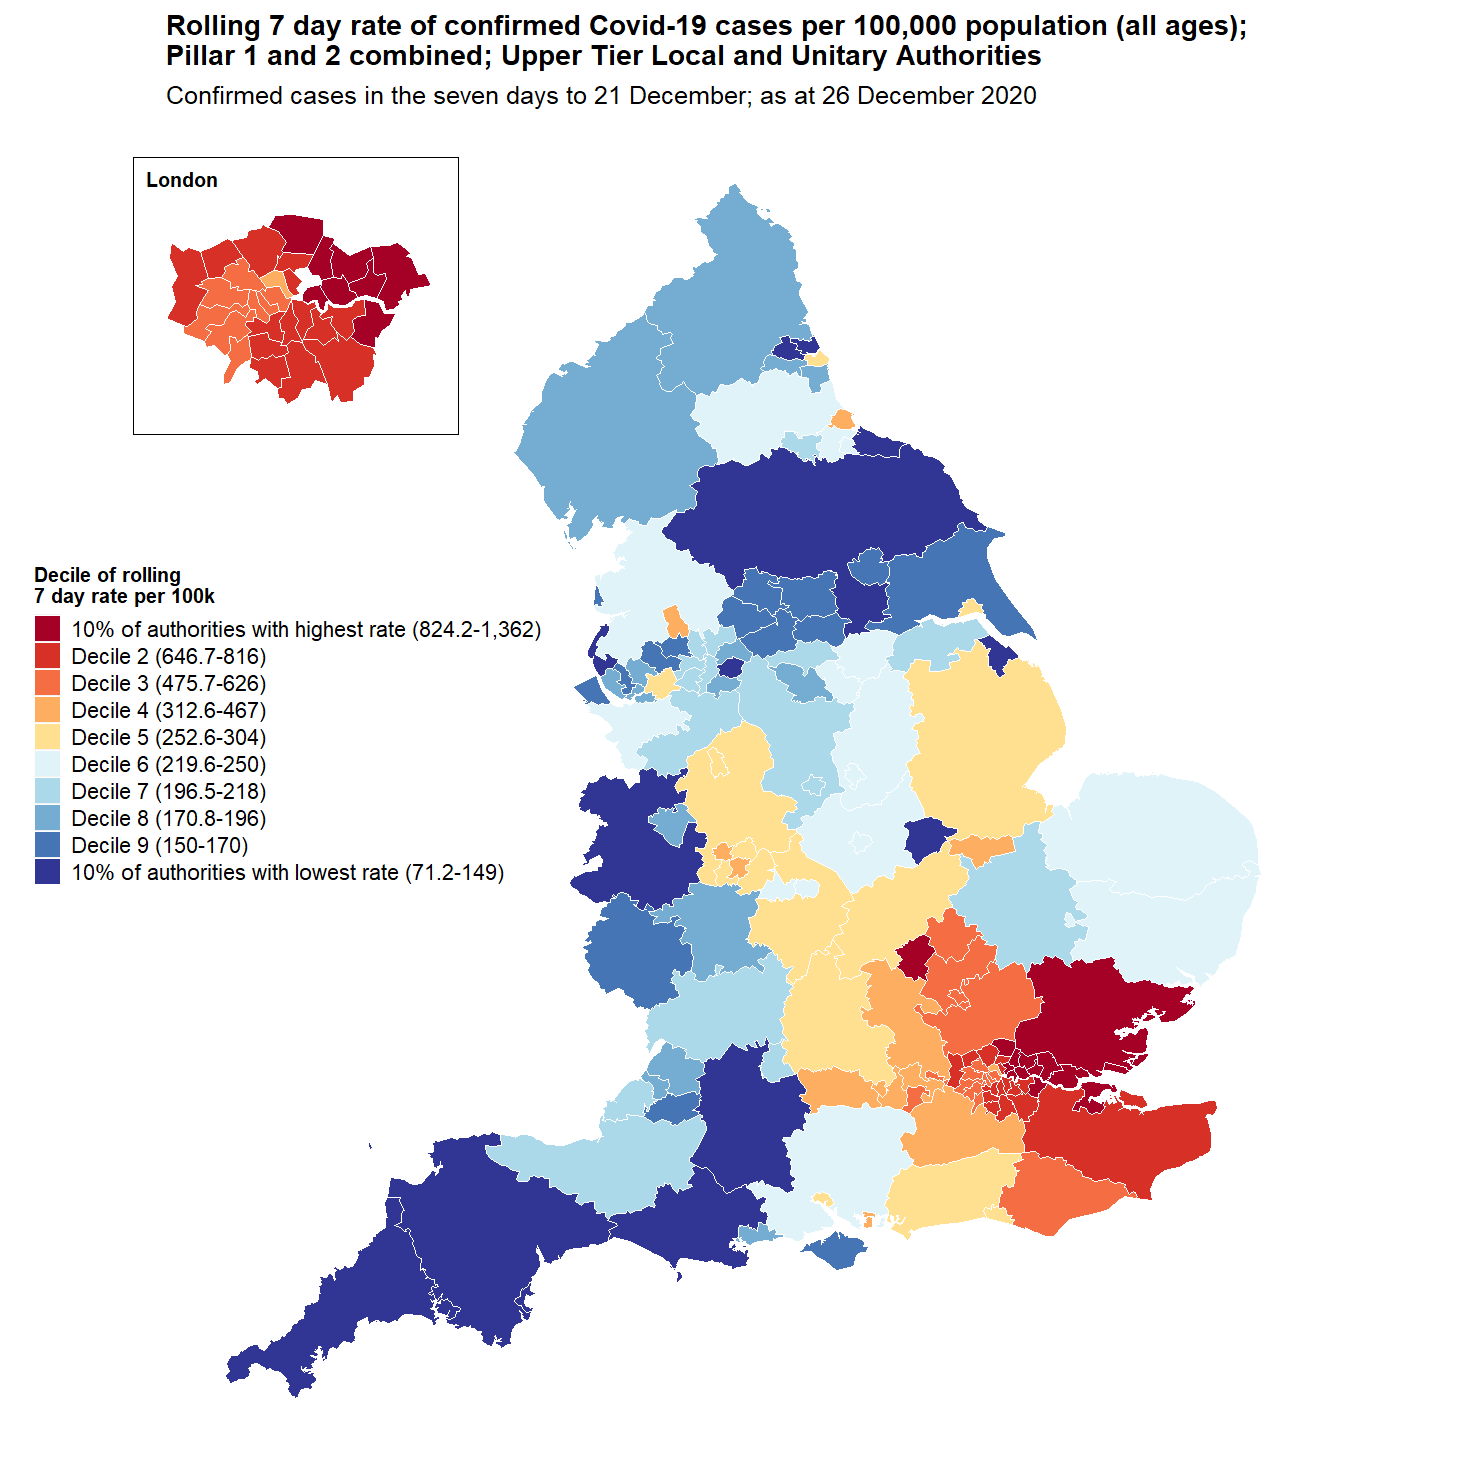 Rolling 7 day rate of confirmed Covid-19 cases per 100,000 population (all ages);
Pillar 1 and 2 combined; Upper Tier Local and Unitary Authorities
Confirmed cases in the seven days to 21 December; as at 26 December 2020
London
Decile of rolling
7 day rate per 100k
10% of authorities with highest rate (824.2-1,362)
Decile 2 (646.7-816)
Decile 3 (475.7-626)
Decile 4 (312.6-467)
Decile 5 (252.6-304)
Decile 6 (219.6-250)
Decile 7 (196.5-218)
Decile 8 (170.8-196)
Decile 9 (150-170)
10% of authorities with lowest rate (71.2-149)